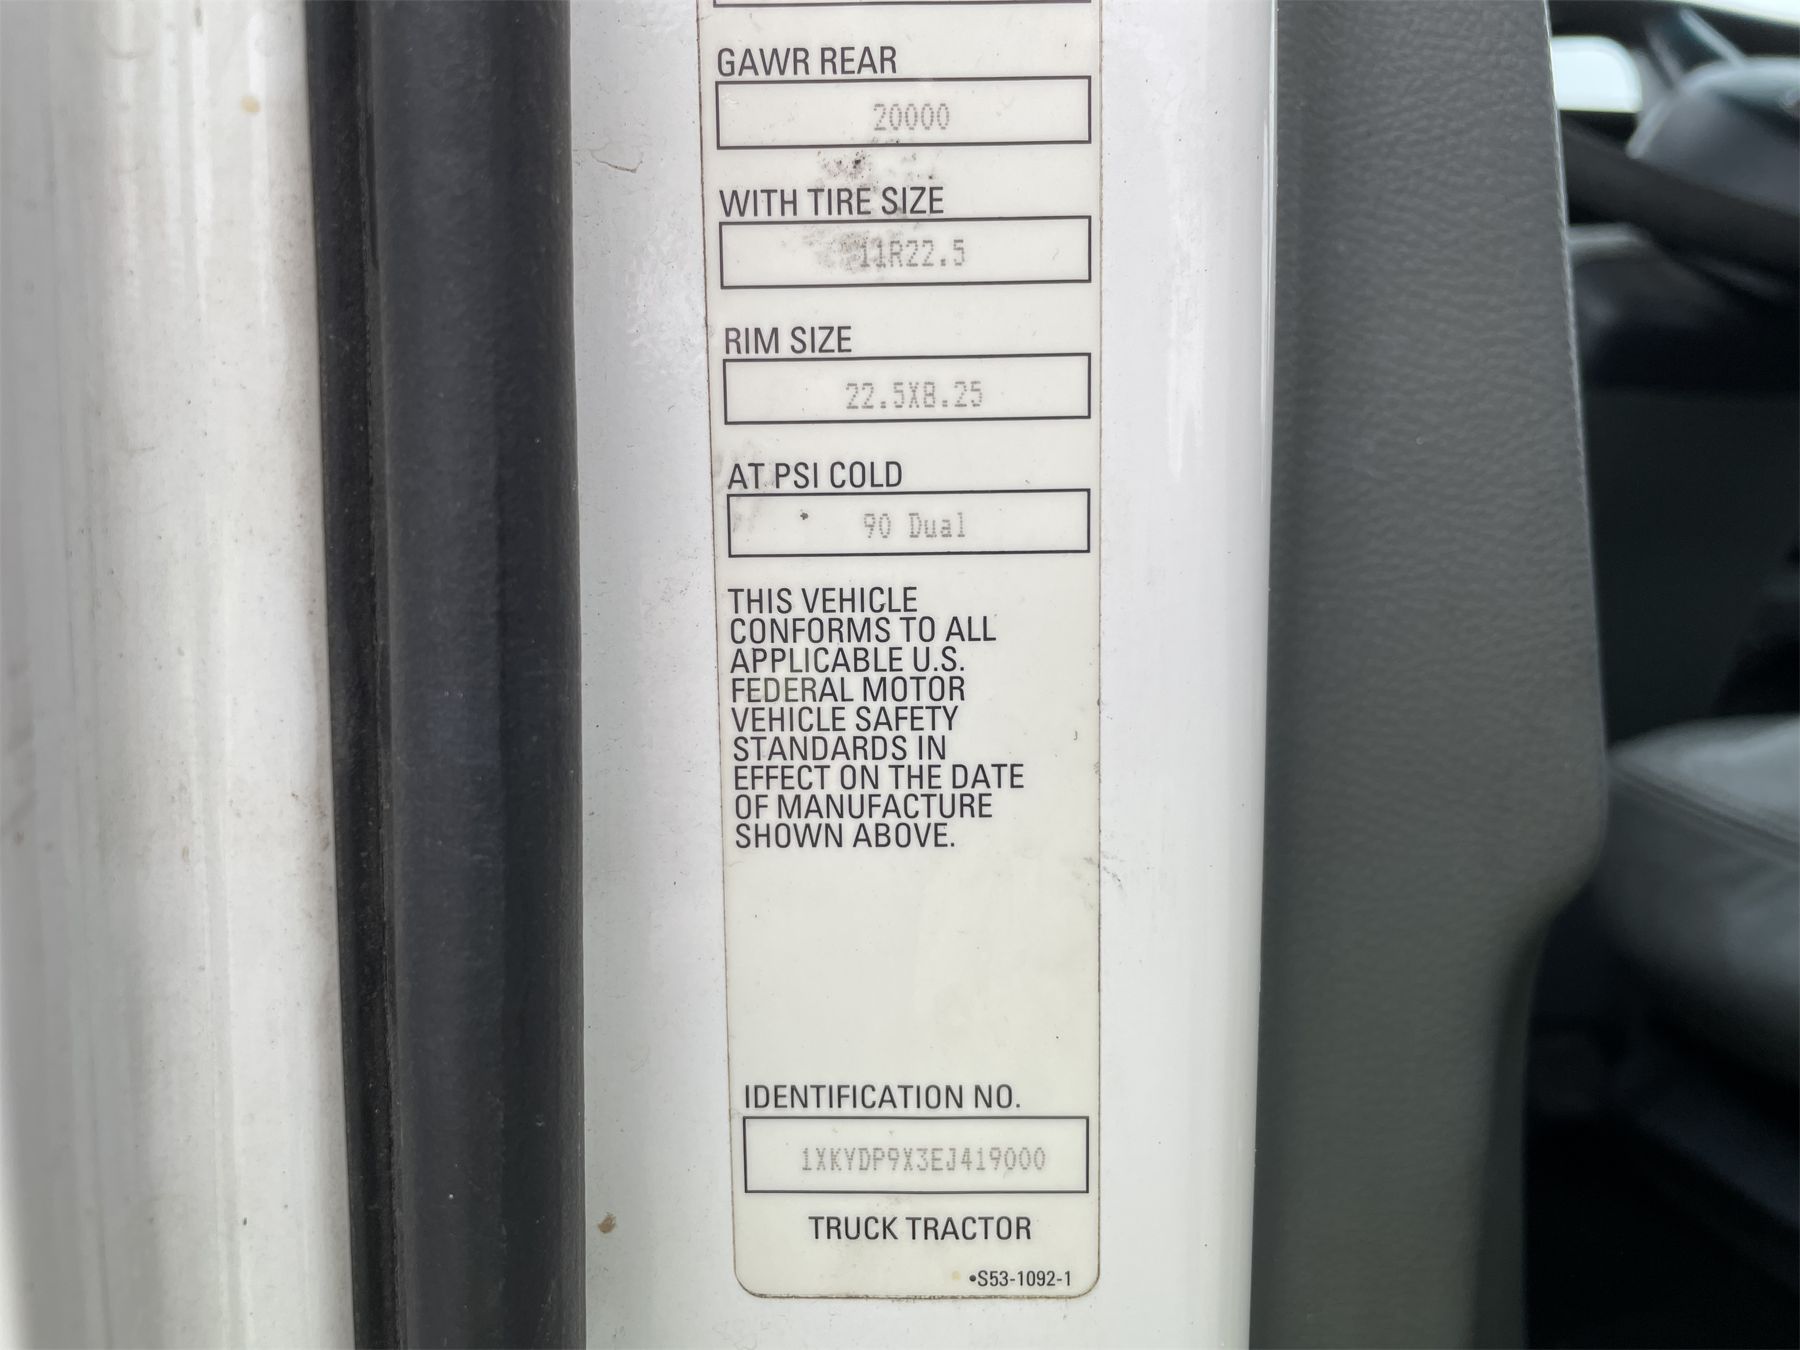 GAWR REAR
20000
WITH TIRE SIZE
11R22.5
RIM SIZE
22.5X8.25
AT PSI COLD
90 Dual
THIS VEHICLE
CONFORMS TO ALL
APPLICABLE U.S.
FEDERAL MOTOR
VEHICLE SAFETY
STANDARDS IN
EFFECT ON THE DATE
OF MANUFACTURE
SHOWN ABOVE.
IDENTIFICATION NO.
1XKYDP9X3EJ419000
TRUCK TRACTOR
•S53-1092-1